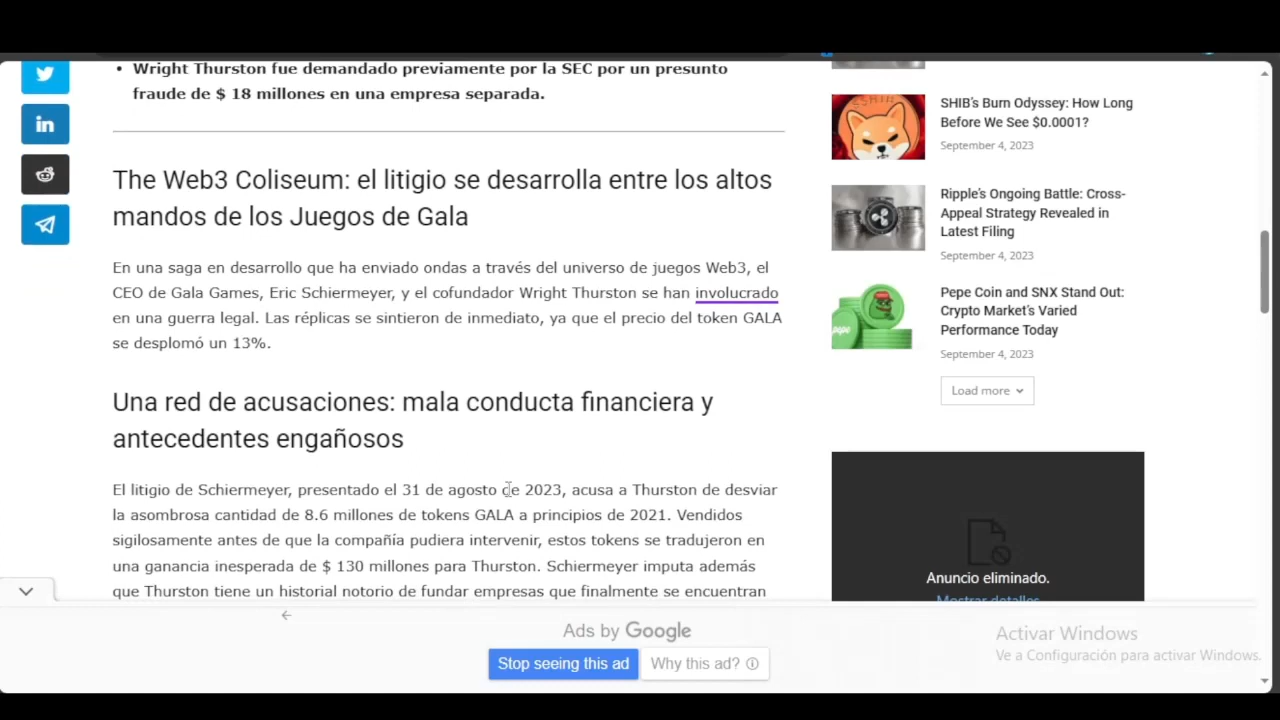 • Wright Thurston fue demandado previamente por la SEC por un presunto
fraude de $ 18 millones en una empresa separada.
The Web3 Coliseum: el litigio se desarrolla entre los altos
mandos de los Juegos de Gala
En una saga en desarrollo que ha enviado ondas a través del universo de juegos Web3, el
CEO de Gala Games, Eric Schiermeyer, y el cofundador Wright Thurston se han involucrado
en una guerra legal. Las réplicas se sintieron de inmediato, ya que el precio del token GALA
se desplomó un 13%.
Una red de acusaciones: mala conducta financiera y
antecedentes engañosos
El litigio de Schiermeyer, presentado el 31 de agosto de 2023, acusa a Thurston de desviar
la asombrosa cantidad de 8.6 millones de tokens GALA a principios de 2021. Vendidos
sigilosamente antes de que la compañía pudiera intervenir, estos tokens se tradujeron en
una ganancia inesperada de $ 130 millones para Thurston. Schiermeyer imputa además
que Thurston tiene un historial notorio de fundar empresas que finalmente se encuentran
SHIB's Burn Odyssey: How Long
Before We See $0.0001?
September 4, 2023
Ripple's Ongoing Battle: Cross-
Appeal Strategy Revealed in
Latest Filing
September 4, 2023
Pepe Coin and SNX Stand Out:
Crypto Market's Varied
Performance Today
September 4, 2023
Load more
Anuncio eliminado.
Mostrar detalles
Ads by Google
Stop seeing this ad
Why this ad?
Activar Windows
Ve a Configuración para activar Windows.